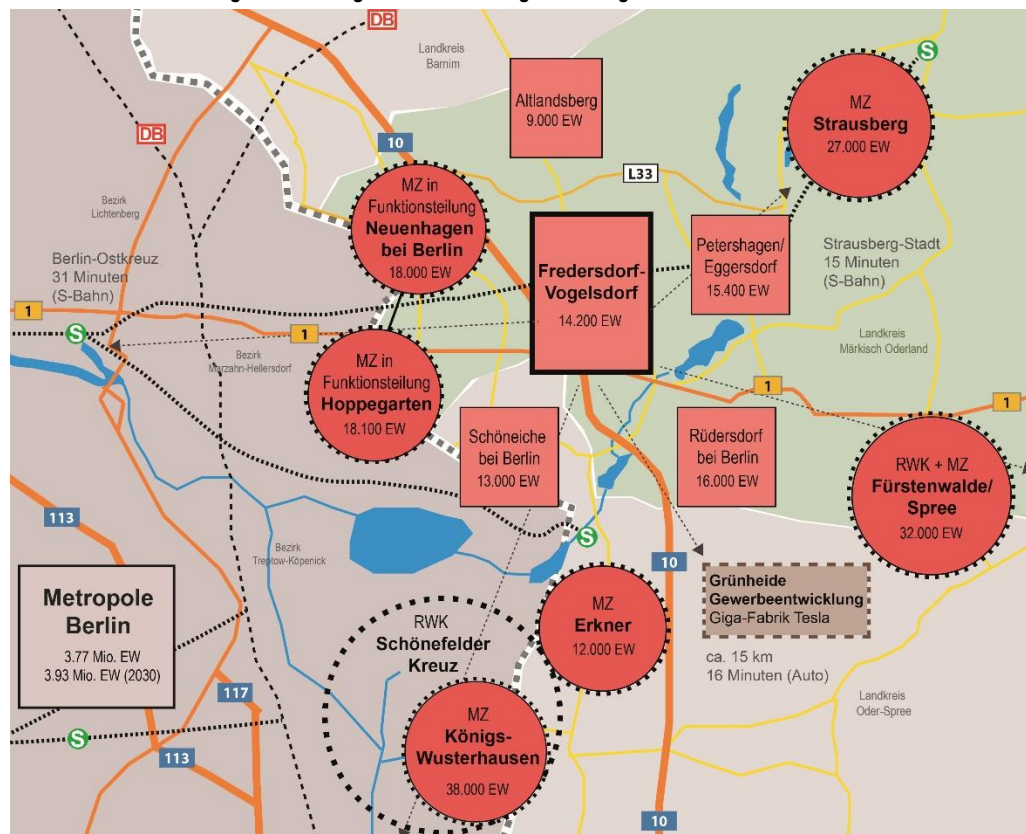 DB
DB
Landkreis
Barnim
S
Altlandsberg
9.000 EW
MZ
Strausberg
27.000 EW
10
L33
MZ in
Funktionsteilung
Neuenhagen
bei Berlin
18.000 EW
Bezirk
Lichtenberg
Berlin-Ostkreuz
31 Minuten
(S-Bahn)
Fredersdorf-
Vogelsdorf
14.200 EW
Petershagen/
Eggersdorf
15.400 EW
Strausberg-Stadt
15 Minuten
(S-Bahn)
1
S
1
Bezirk
Marzahn-Hellersdorf
Landkreis
Märkisch Oderland
MZ in
Funktionsteilung
Hoppegarten
18.100 EW
1
1
Schöneiche
bei Berlin
13.000 EW
Rüdersdorf
bei Berlin
16.000 EW
RWK + MZ
Fürstenwalde/
Spree
32.000 EW
113
S
Bezirk
Treptow-Köpenick
10
Metropole
Berlin
3.77 Mio. EW
3.93 Mio. EW (2030)
Grünheide
Gewerbeentwicklung
Giga-Fabrik Tesla
MZ
Erkner
12.000 EW
RWK
Schönefelder
Kreuz
ca. 15 km
16 Minuten (Auto)
117
Landkreis
Oder-Spree
MZ
Königs-
Wusterhausen
38.000 EW
S
113
10